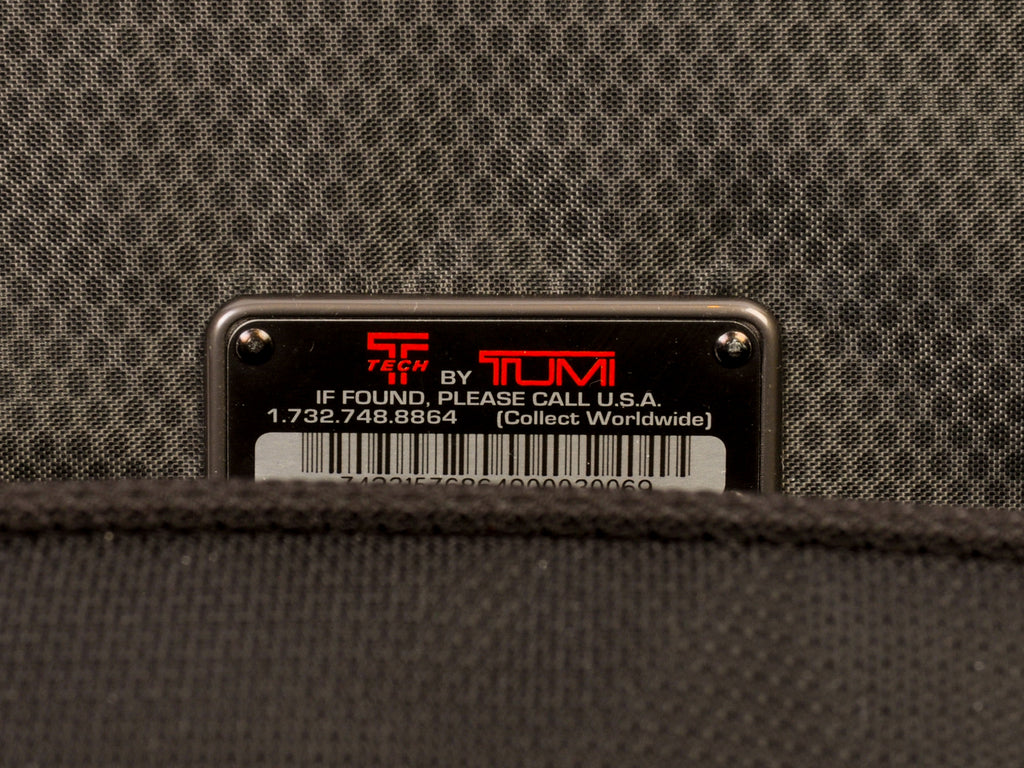 T TECH BY TUMI
IF FOUND, PLEASE CALL U.S.A.
1.732.748.8864 (Collect Worldwide)